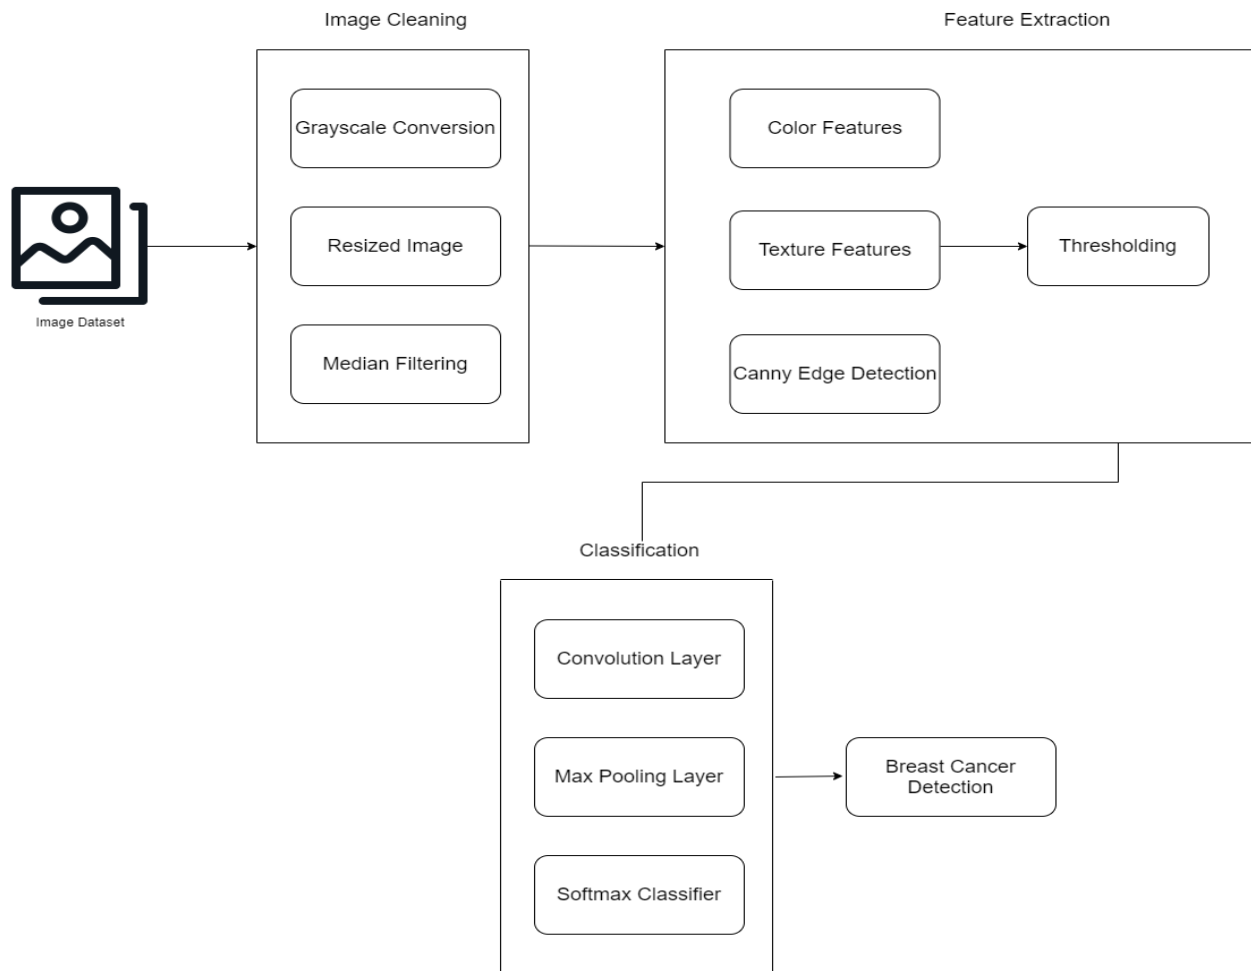 Image Cleaning
Feature Extraction
Grayscale Conversion
Resized Image
Median Filtering
Color Features
Texture Features
Thresholding
Canny Edge Detection
Image Dataset
Classification
Convolution Layer
Max Pooling Layer
Softmax Classifier
Breast Cancer
Detection